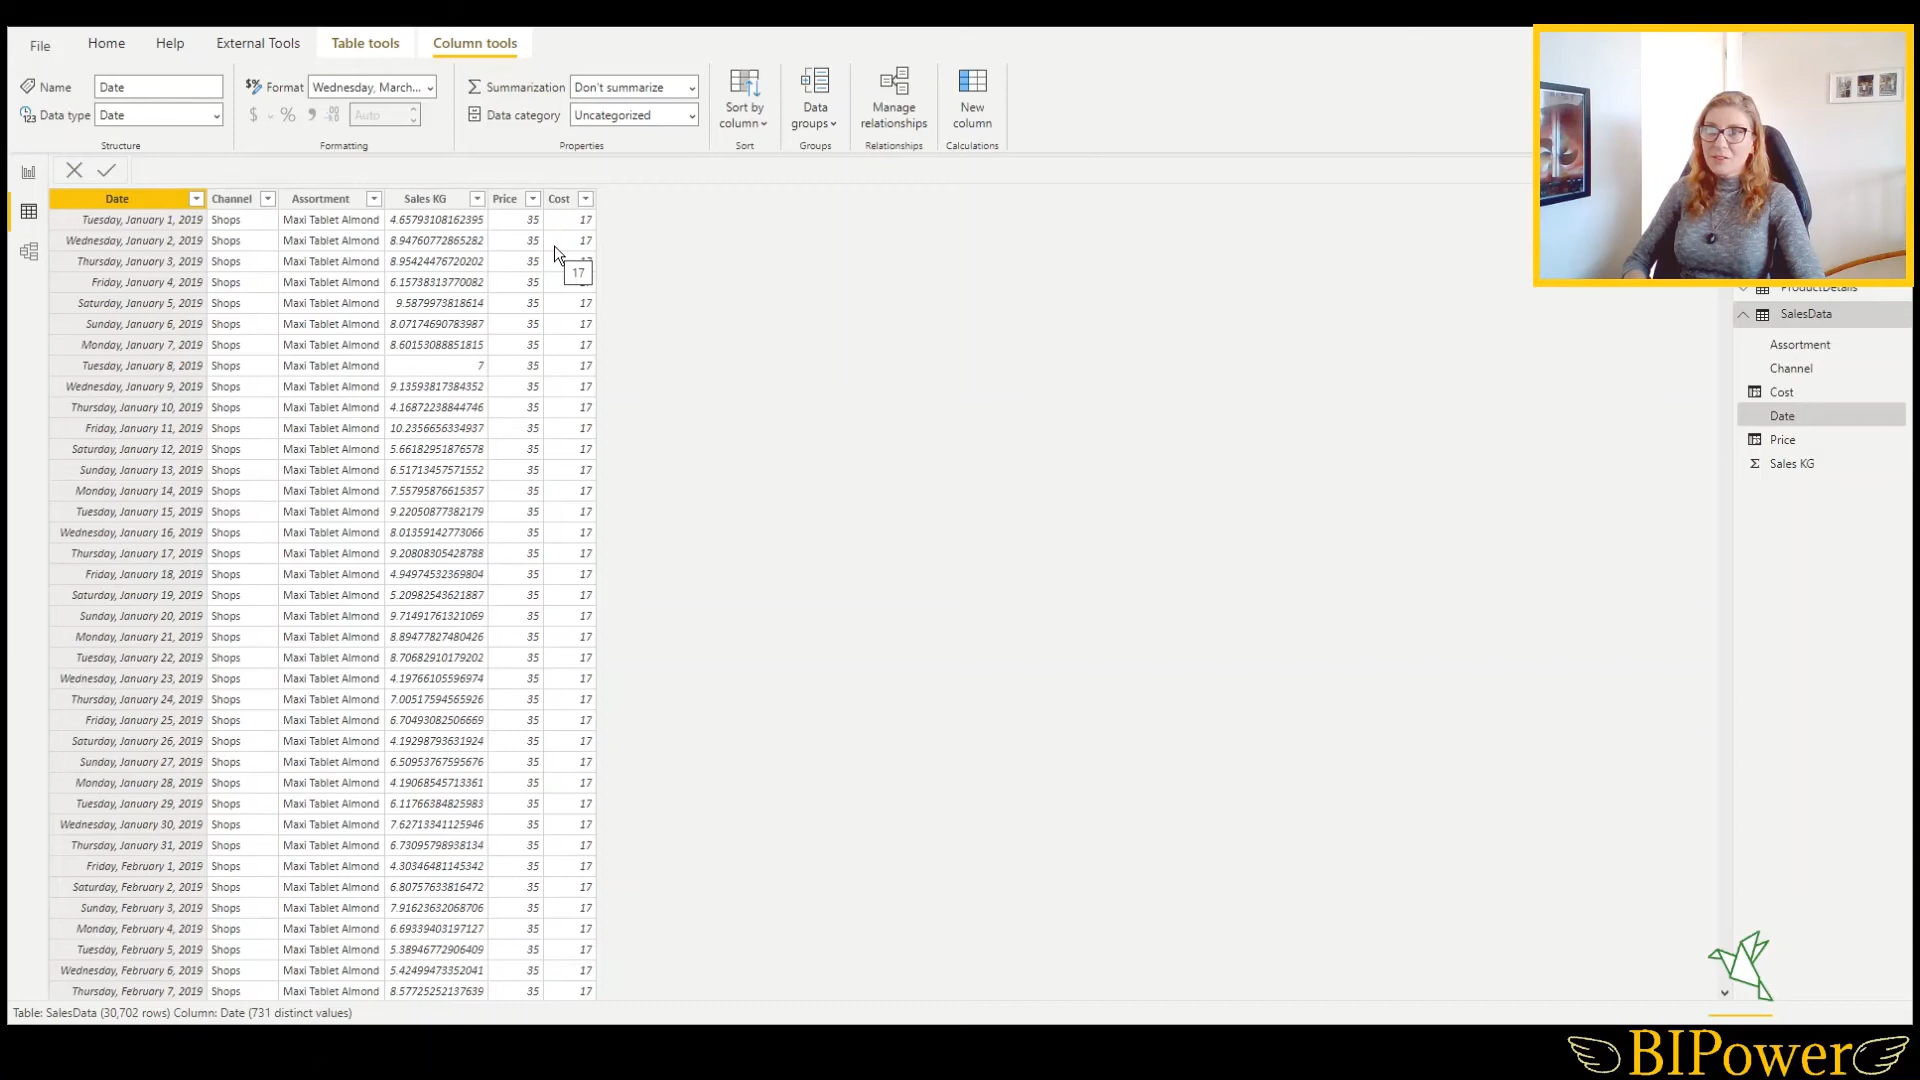 File Home Help External Tools Table tools Column tools
Name Date Format Wednesday, March... Summarization Don't summarize
Data type Date $ % 9 .00 Auto Data category Uncategorized
Sort by column Data groups Manage relationships New column
Structure Formatting Properties Sort Groups Relationships Calculations
Date Channel Assortment Sales KG Price Cost
Tuesday, January 1, 2019 Shops Maxi Tablet Almond 4.65793108162395 35 17
Wednesday, January 2, 2019 Shops Maxi Tablet Almond 8.94760772865282 35 17
Thursday, January 3, 2019 Shops Maxi Tablet Almond 8.95424476720202 35
17
Friday, January 4, 2019 Shops Maxi Tablet Almond 6.15738313770082 35
Saturday, January 5, 2019 Shops Maxi Tablet Almond 9.5879973818614 35 17
Sunday, January 6, 2019 Shops Maxi Tablet Almond 8.07174690783987 35 17
Monday, January 7, 2019 Shops Maxi Tablet Almond 8.60153088851815 35 17
Tuesday, January 8, 2019 Shops Maxi Tablet Almond 7 35 17
Wednesday, January 9, 2019 Shops Maxi Tablet Almond 9.13593817384352 35 17
Thursday, January 10, 2019 Shops Maxi Tablet Almond 4.16872238844746 35 17
Friday, January 11, 2019 Shops Maxi Tablet Almond 10.2356656334937 35 17
Saturday, January 12, 2019 Shops Maxi Tablet Almond 5.66182951876578 35 17
Sunday, January 13, 2019 Shops Maxi Tablet Almond 6.51713457571552 35 17
Monday, January 14, 2019 Shops Maxi Tablet Almond 7.55795876615357 35 17
Tuesday, January 15, 2019 Shops Maxi Tablet Almond 9.22050877382179 35 17
Wednesday, January 16, 2019 Shops Maxi Tablet Almond 8.01359142773066 35 17
Thursday, January 17, 2019 Shops Maxi Tablet Almond 9.20808305428788 35 17
Friday, January 18, 2019 Shops Maxi Tablet Almond 4.94974532369804 35 17
Saturday, January 19, 2019 Shops Maxi Tablet Almond 5.20982543621887 35 17
Sunday, January 20, 2019 Shops Maxi Tablet Almond 9.71491761321069 35 17
Monday, January 21, 2019 Shops Maxi Tablet Almond 8.89477827480426 35 17
Tuesday, January 22, 2019 Shops Maxi Tablet Almond 8.70682910179202 35 17
Wednesday, January 23, 2019 Shops Maxi Tablet Almond 4.19766105596974 35 17
Thursday, January 24, 2019 Shops Maxi Tablet Almond 7.00517594565926 35 17
Friday, January 25, 2019 Shops Maxi Tablet Almond 6.70493082506669 35 17
Saturday, January 26, 2019 Shops Maxi Tablet Almond 4.19298793631924 35 17
Sunday, January 27, 2019 Shops Maxi Tablet Almond 6.50953767595676 35 17
Monday, January 28, 2019 Shops Maxi Tablet Almond 4.19068545713361 35 17
Tuesday, January 29, 2019 Shops Maxi Tablet Almond 6.11766384825983 35 17
Wednesday, January 30, 2019 Shops Maxi Tablet Almond 7.62713341125946 35 17
Thursday, January 31, 2019 Shops Maxi Tablet Almond 6.73095798938134 35 17
Friday, February 1, 2019 Shops Maxi Tablet Almond 4.30346481145342 35 17
Saturday, February 2, 2019 Shops Maxi Tablet Almond 6.80757633816472 35 17
Sunday, February 3, 2019 Shops Maxi Tablet Almond 7.91623632068706 35 17
Monday, February 4, 2019 Shops Maxi Tablet Almond 6.69339403197127 35 17
Tuesday, February 5, 2019 Shops Maxi Tablet Almond 5.38946772906409 35 17
Wednesday, February 6, 2019 Shops Maxi Tablet Almond 5.42499473352041 35 17
Thursday, February 7, 2019 Shops Maxi Tablet Almond 8.57725252137639 35 17
Table: SalesData (30,702 rows) Column: Date (731 distinct values)
ProductDetails
SalesData
Assortment
Channel
Cost
Date
Price
Sales KG
BIPower